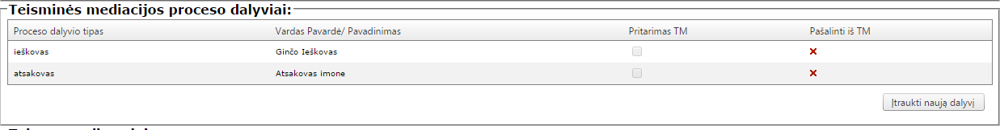 Teisminės mediacijos proceso dalyviai:
Proceso dalyvio tipas Vardas Pavardė/ Pavadinimas Pritarimas TM Pašalinti iš TM
ieškovas Ginčo Ieškovas
atsakovas Atsakovas imone
Įtraukti naują dalyvį